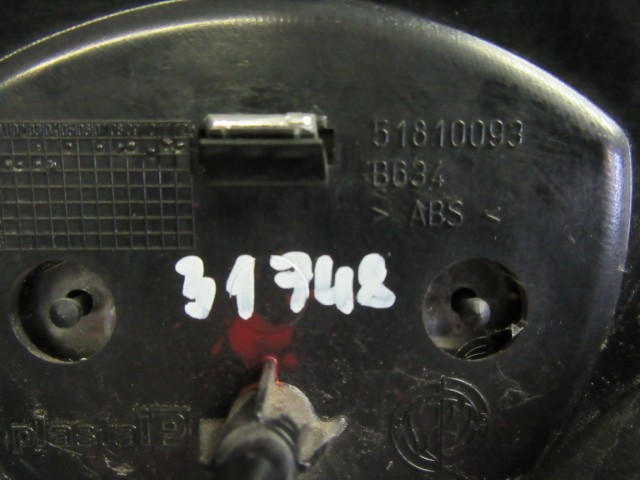 51810093
B634
> ABS <
31748
plastal